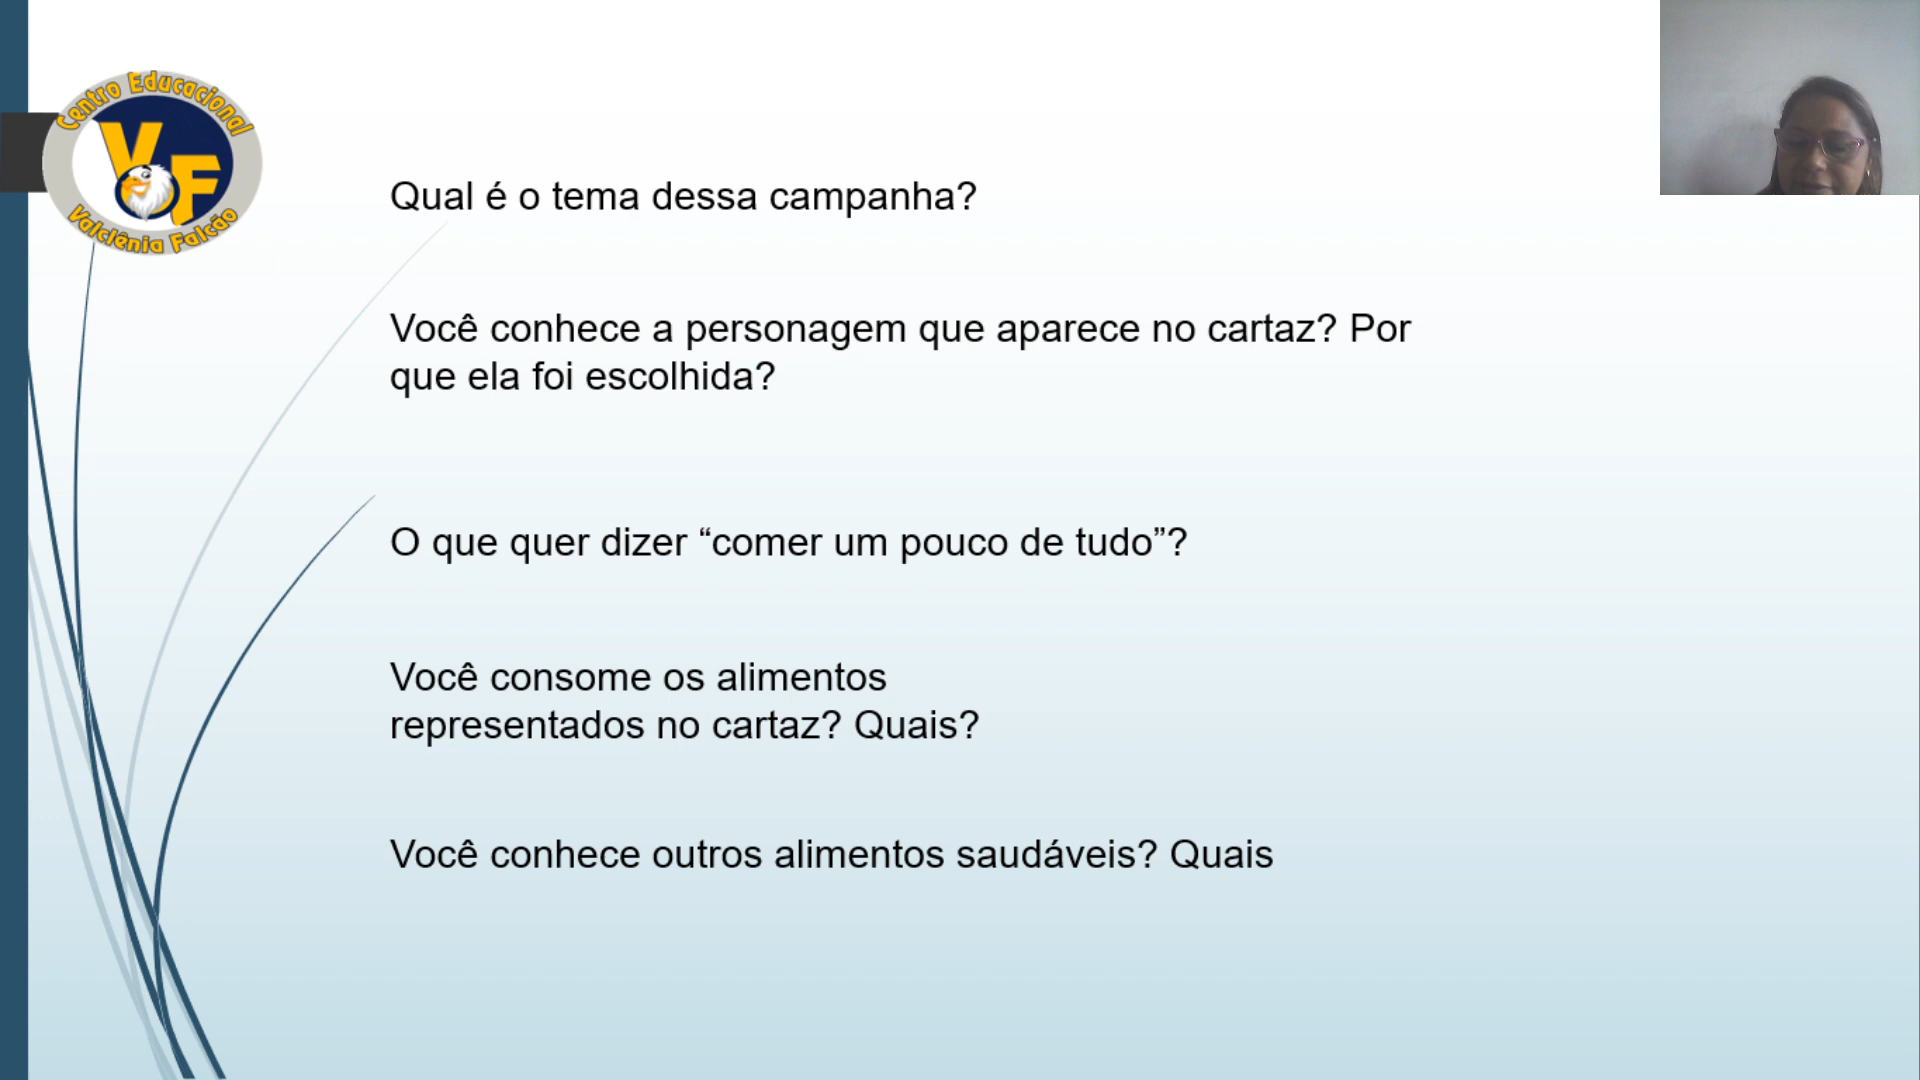 Centro Educacional
VF
Valclênia Falcão
Qual é o tema dessa campanha?
Você conhece a personagem que aparece no cartaz? Por
que ela foi escolhida?
O que quer dizer “comer um pouco de tudo”?
Você consome os alimentos
representados no cartaz? Quais?
Você conhece outros alimentos saudáveis? Quais